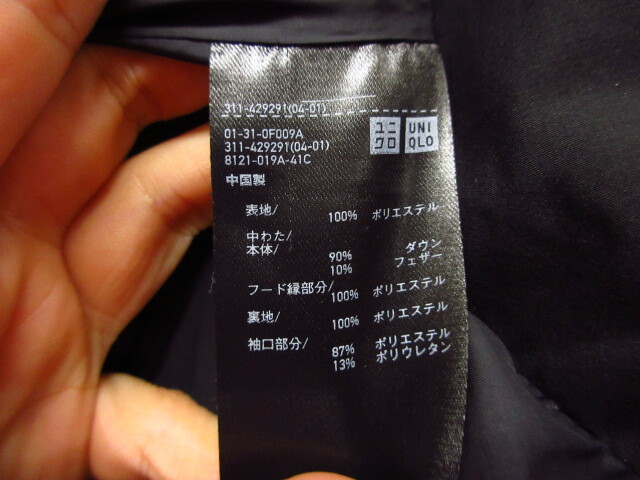 311-429291(04-01)
01-31-0F009A
311-429291(04-01)
8121-019A-41C
ユニ
クロ
UNI
QLO
中国製
表地/ 100% ポリエステル
中わた/
本体/ 90% ダウン
10% フェザー
フード縁部分/ 100% ポリエステル
裏地/ 100% ポリエステル
袖口部分/ 87% ポリエステル
13% ポリウレタン